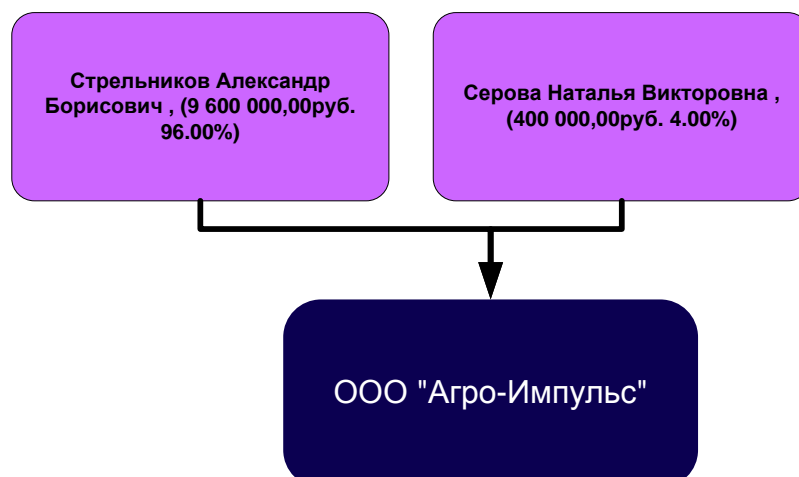 Стрельников Александр
Борисович , (9 600 000,00руб.
96.00%)
Серова Наталья Викторовна ,
(400 000,00руб. 4.00%)
ООО "Агро-Импульс"